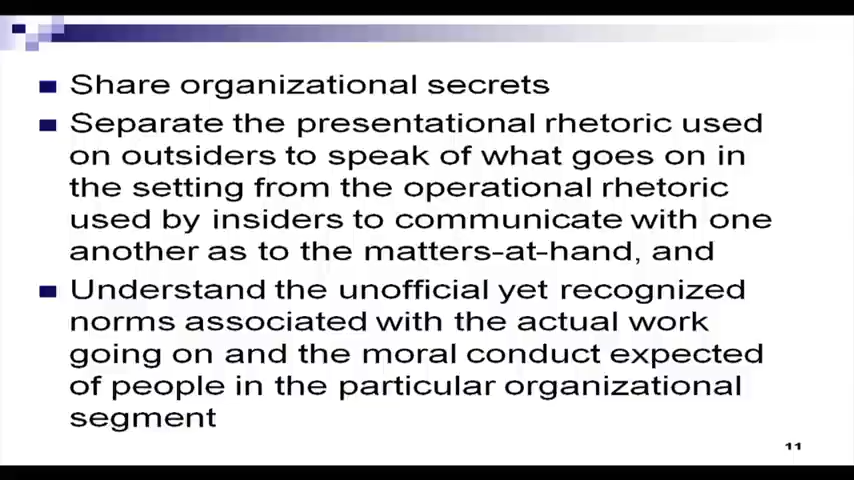 Share organizational secrets
Separate the presentational rhetoric used
on outsiders to speak of what goes on in
the setting from the operational rhetoric
used by insiders to communicate with one
another as to the matters-at-hand, and
Understand the unofficial yet recognized
norms associated with the actual work
going on and the moral conduct expected
of people in the particular organizational
segment
11